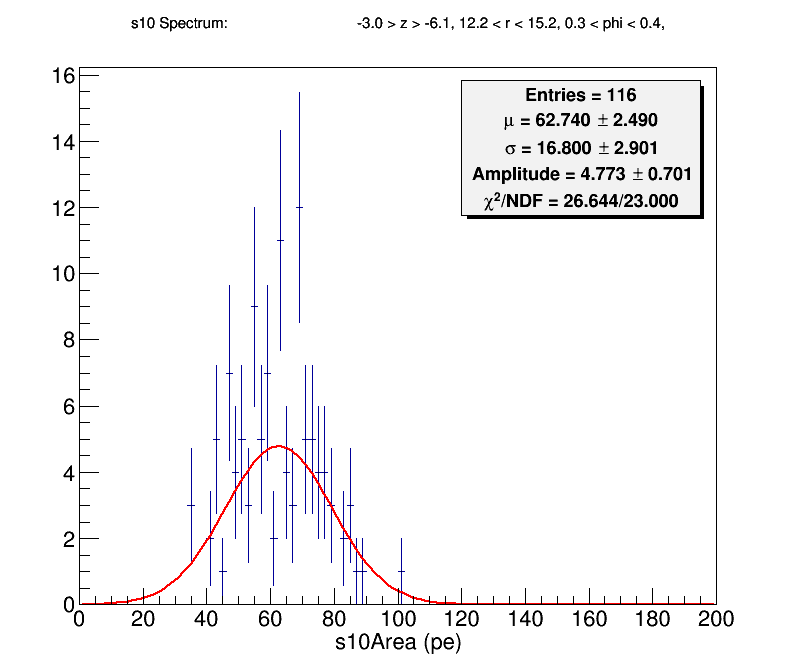 s10 Spectrum: -3.0 > z > -6.1, 12.2 < r < 15.2, 0.3 < phi < 0.4,
Entries = 116
μ = 62.740 ± 2.490
σ = 16.800 ± 2.901
Amplitude = 4.773 ± 0.701
χ²/NDF = 26.644/23.000
16
14
12
10
8
6
4
2
0
0 20 40 60 80 100 120 140 160 180 200
s10Area (pe)